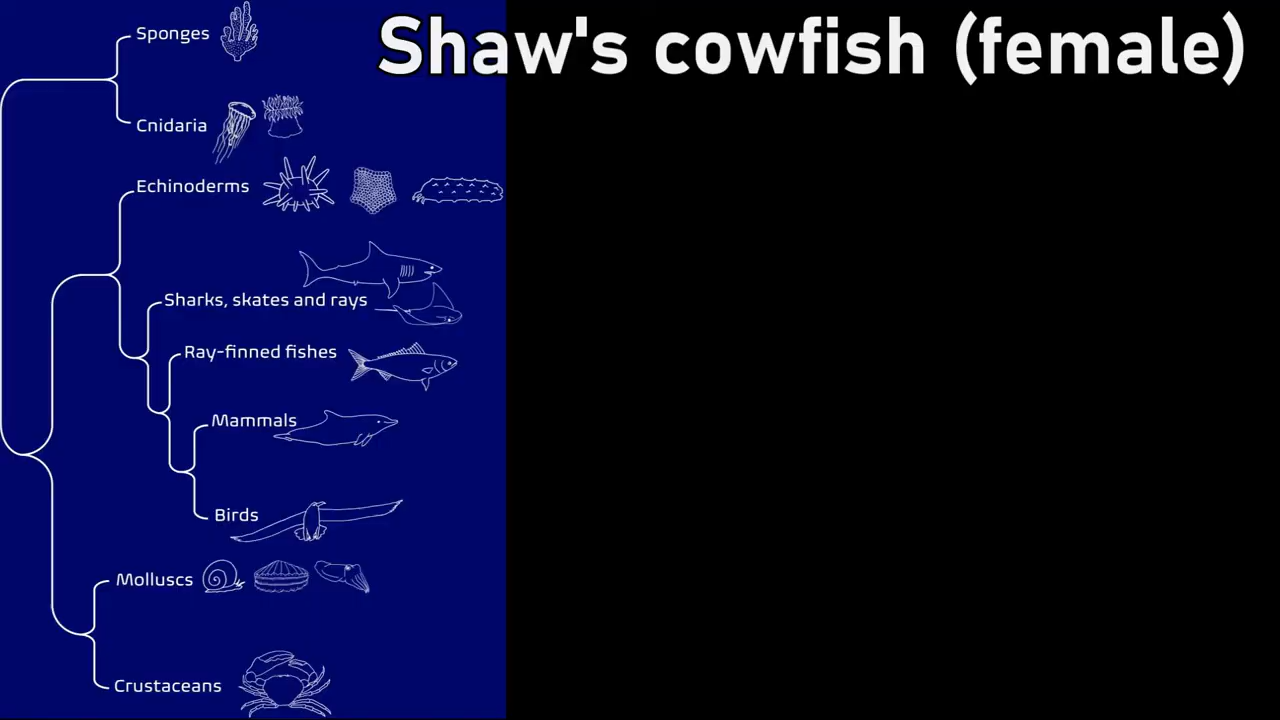 Shaw's cowfish (female)
Sponges
Cnidaria
Echinoderms
Sharks, skates and rays
Ray-finned fishes
Mammals
Birds
Molluscs
Crustaceans